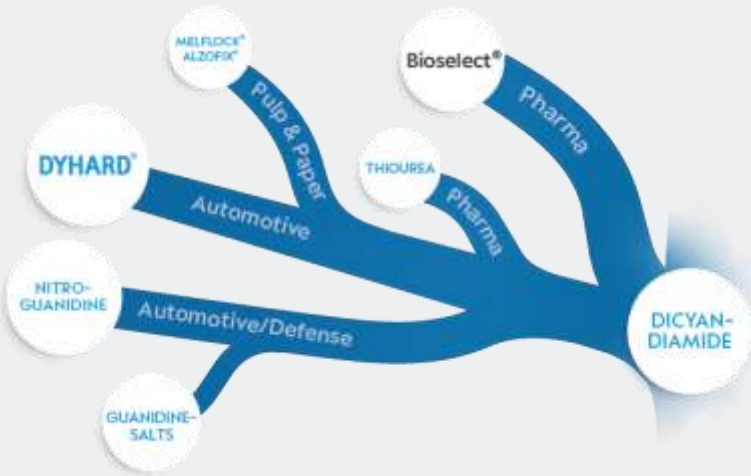 MELFLOCK®
ALZOFIX®
Pulp & Paper
Bioselect®
Pharma
DYHARD®
Automotive
THIOUREA
Pharma
NITRO-
GUANIDINE
Automotive/Defense
DICYAN-
DIAMIDE
GUANIDINE-
SALTS